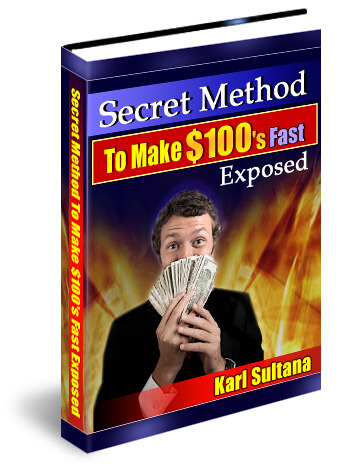 Secret Method
To Make $100's Fast
Exposed
Karl Sultana
Secret Method To Make $100's Fast Exposed